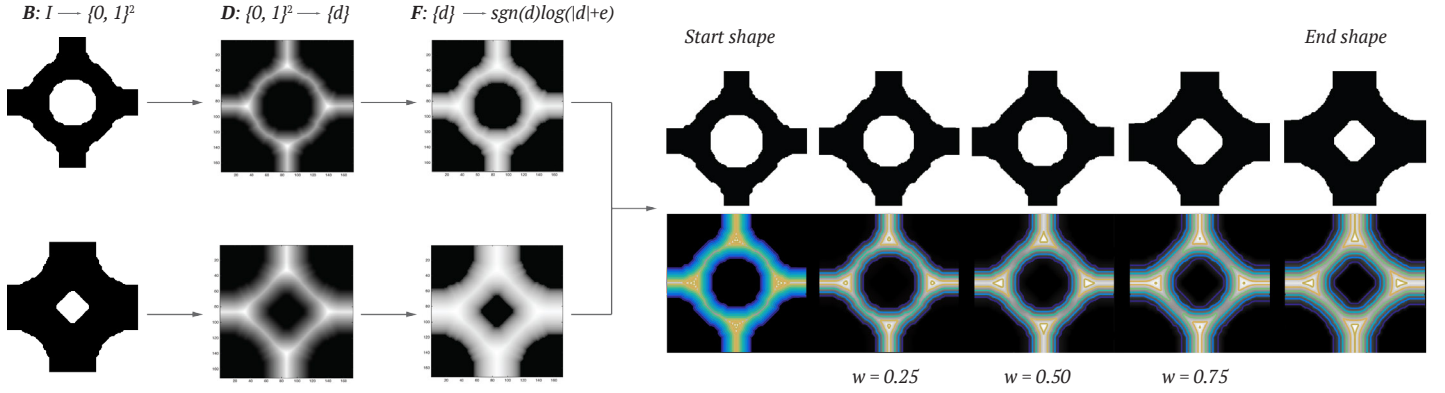 B: I → {0, 1}²
D: {0, 1}² → {d}
F: {d} → sgn(d)log(|d|+e)
Start shape
End shape
w = 0.25
w = 0.50
w = 0.75